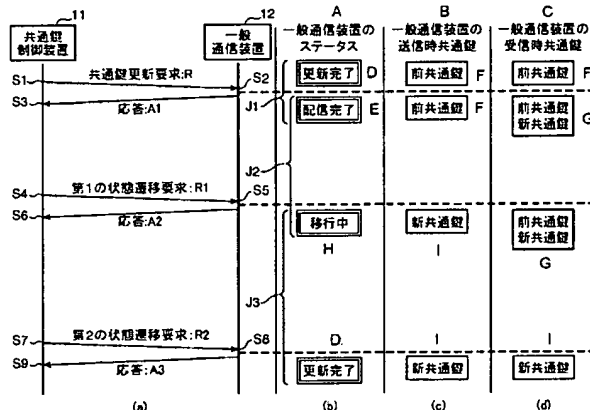 11
共通鍵
制御装置
12
一般
通信装置
A
一般通信装置の
ステータス
B
一般通信装置の
送信時共通鍵
C
一般通信装置の
受信時共通鍵
S1
共通鍵更新要求:R
S2
S3
応答:A1
J1
更新完了
D
前共通鍵
F
前共通鍵
F
配信完了
E
前共通鍵
F
前共通鍵
新共通鍵
G
J2
S4
第1の状態遷移要求:R1
S5
S6
応答:A2
移行中
H
新共通鍵
I
前共通鍵
新共通鍵
G
J3
S7
第2の状態遷移要求:R2
S8
D
I
I
S9
応答:A3
更新完了
新共通鍵
新共通鍵
(a)
(b)
(c)
(d)